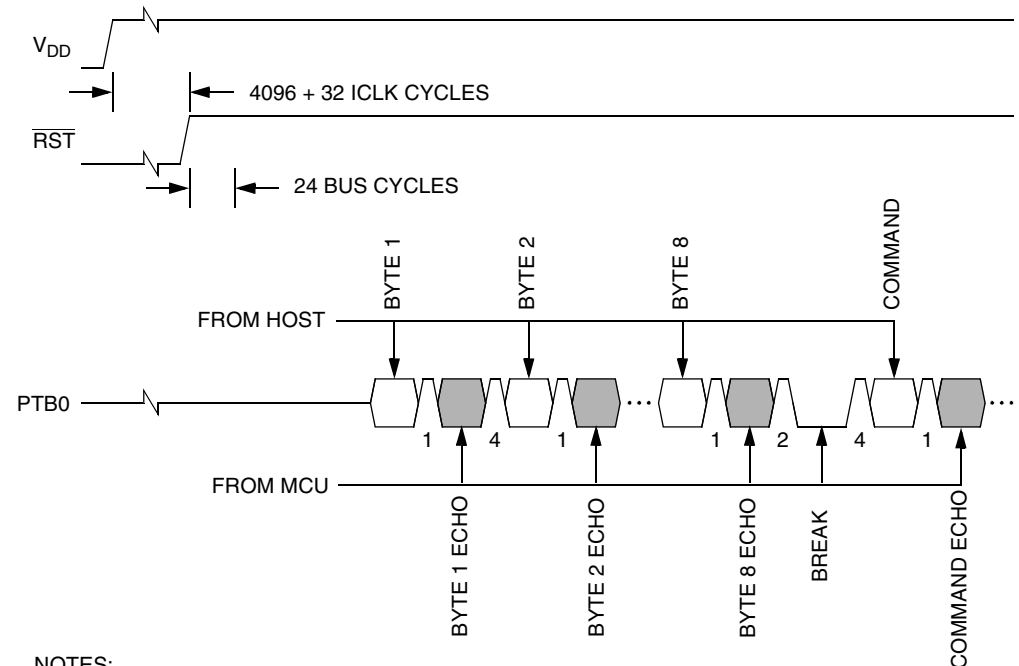 VDD
4096 + 32 ICLK CYCLES
RST
24 BUS CYCLES
BYTE 1
BYTE 2
BYTE 8
COMMAND
FROM HOST
PTB0
1
4
1
1
2
4
1
FROM MCU
BYTE 1 ECHO
BYTE 2 ECHO
BYTE 8 ECHO
BREAK
COMMAND ECHO
NOTES: